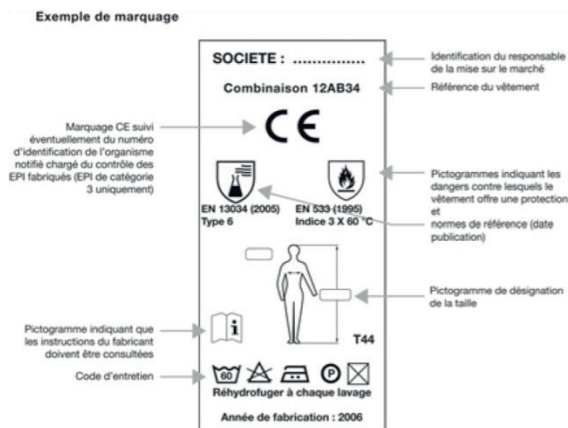 Exemple de marquage
SOCIETE : ...............
Identification du responsable
de la mise sur le marché
Combinaison 12AB34
Référence du vêtement
CE
Marquage CE suivi
éventuellement du numéro
d'identification de l'organisme
notifié chargé du contrôle des
EPI fabriqués (EPI de catégorie
3 uniquement)
Pictogrammes indiquant les
dangers contre lesquels le
vêtement offre une protection
et
normes de référence (date
publication)
EN 13034 (2005)
Type 6
EN 533 (1995)
Indice 3 X 60 °C
Pictogramme de désignation
de la taille
Pictogramme indiquant que
les instructions du fabricant
doivent être consultées
i
T44
Code d'entretien
60
P
Réhydrofuger à chaque lavage
Année de fabrication : 2006